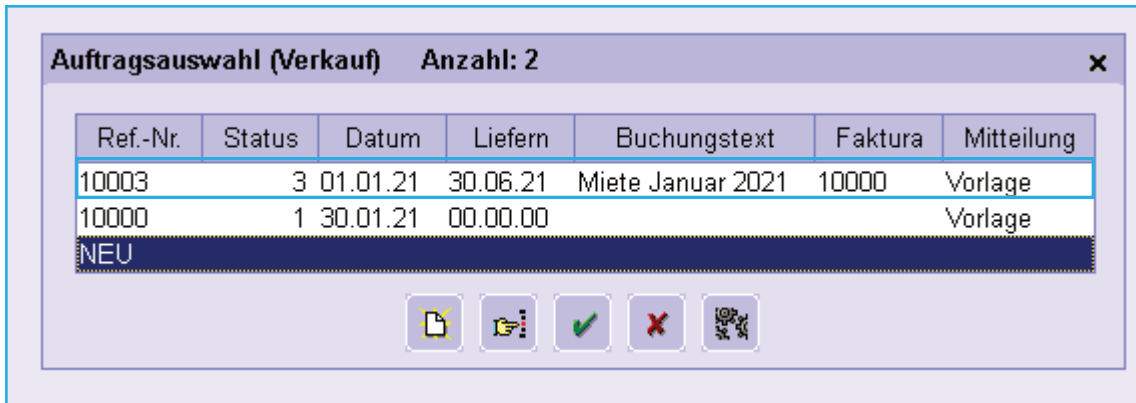 Auftragsauswahl (Verkauf) Anzahl: 2
Ref.-Nr. Status Datum Liefern Buchungstext Faktura Mitteilung
10003 3 01.01.21 30.06.21 Miete Januar 2021 10000 Vorlage
10000 1 30.01.21 00.00.00 Vorlage
NEU